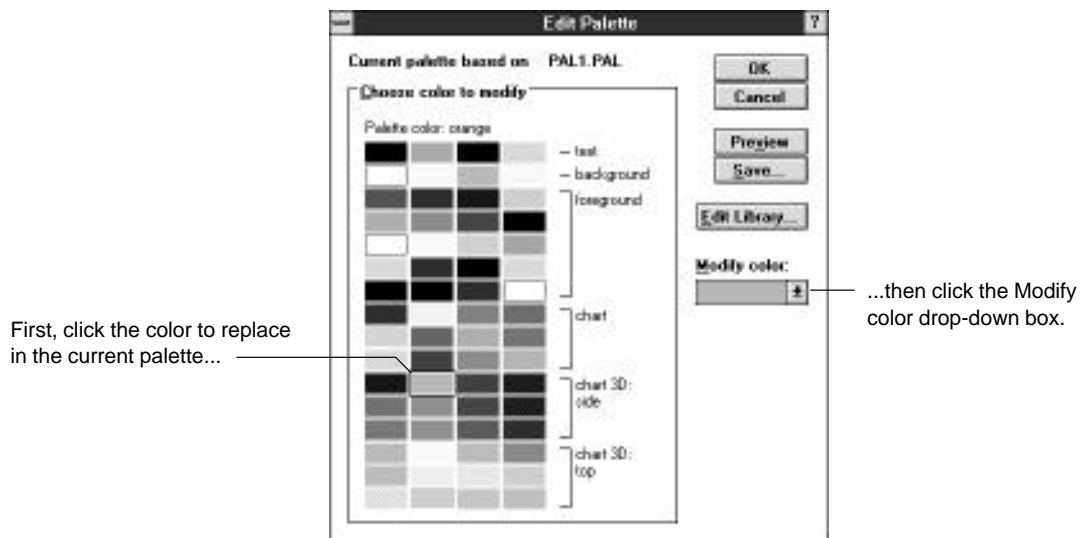 Edit Palette
?
Current palette based on PAL1.PAL
OK
Cancel
Choose color to modify
Palette color: orange
Preview
Save...
text
background
foreground
Edit Library...
Modify color:
...then click the Modify
color drop-down box.
First, click the color to replace
in the current palette...
chart
chart 3D:
side
chart 3D:
top